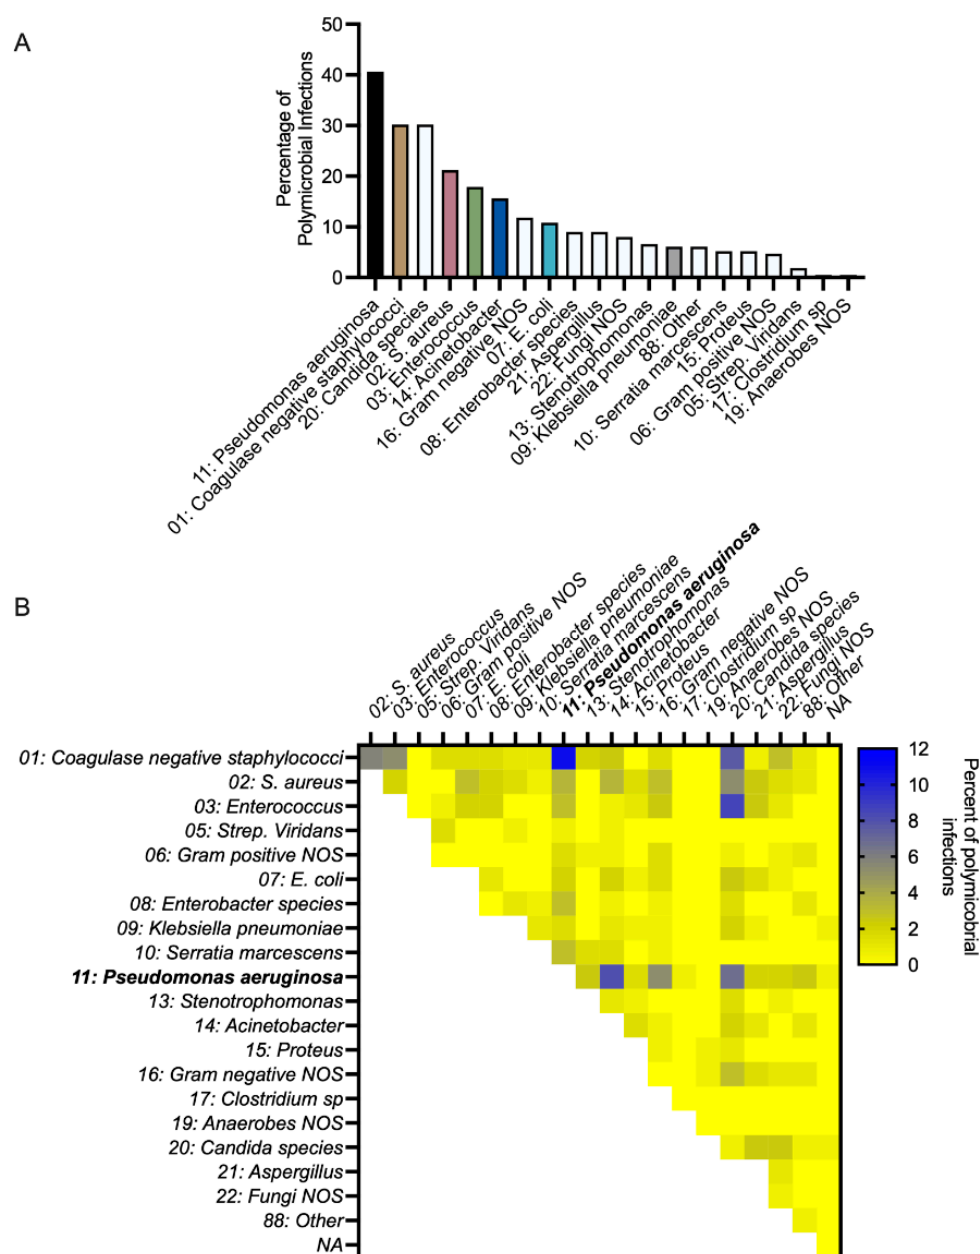 A
Percentage of
Polymicrobial Infections
50
40
30
20
10
0
11: Pseudomonas aeruginosa
01: Coagulase negative staphylococci
20: Candida species
02: S. aureus
03: Enterococcus
14: Acinetobacter
16: Gram negative NOS
07: E. coli
08: Enterobacter species
21: Aspergillus
22: Fungi NOS
13: Stenotrophomonas
09: Klebsiella pneumoniae
88: Other
10: Serratia marcescens
15: Proteus
06: Gram positive NOS
05: Strep. Viridans
17: Clostridium sp
19: Anaerobes NOS
B
02: S. aureus
03: Enterococcus
05: Strep. Viridans
06: Gram positive NOS
07: E. coli
08: Enterobacter species
09: Klebsiella pneumoniae
10: Serratia marcescens
11: Pseudomonas aeruginosa
13: Stenotrophomonas
14: Acinetobacter
15: Proteus
16: Gram negative NOS
17: Clostridium sp
19: Anaerobes NOS
20: Candida species
21: Aspergillus
22: Fungi NOS
88: Other
NA
01: Coagulase negative staphylococci
02: S. aureus
03: Enterococcus
05: Strep. Viridans
06: Gram positive NOS
07: E. coli
08: Enterobacter species
09: Klebsiella pneumoniae
10: Serratia marcescens
11: Pseudomonas aeruginosa
13: Stenotrophomonas
14: Acinetobacter
15: Proteus
16: Gram negative NOS
17: Clostridium sp
19: Anaerobes NOS
20: Candida species
21: Aspergillus
22: Fungi NOS
88: Other
NA
12
10
8
6
4
2
0
Percent of polymicobrial
infections